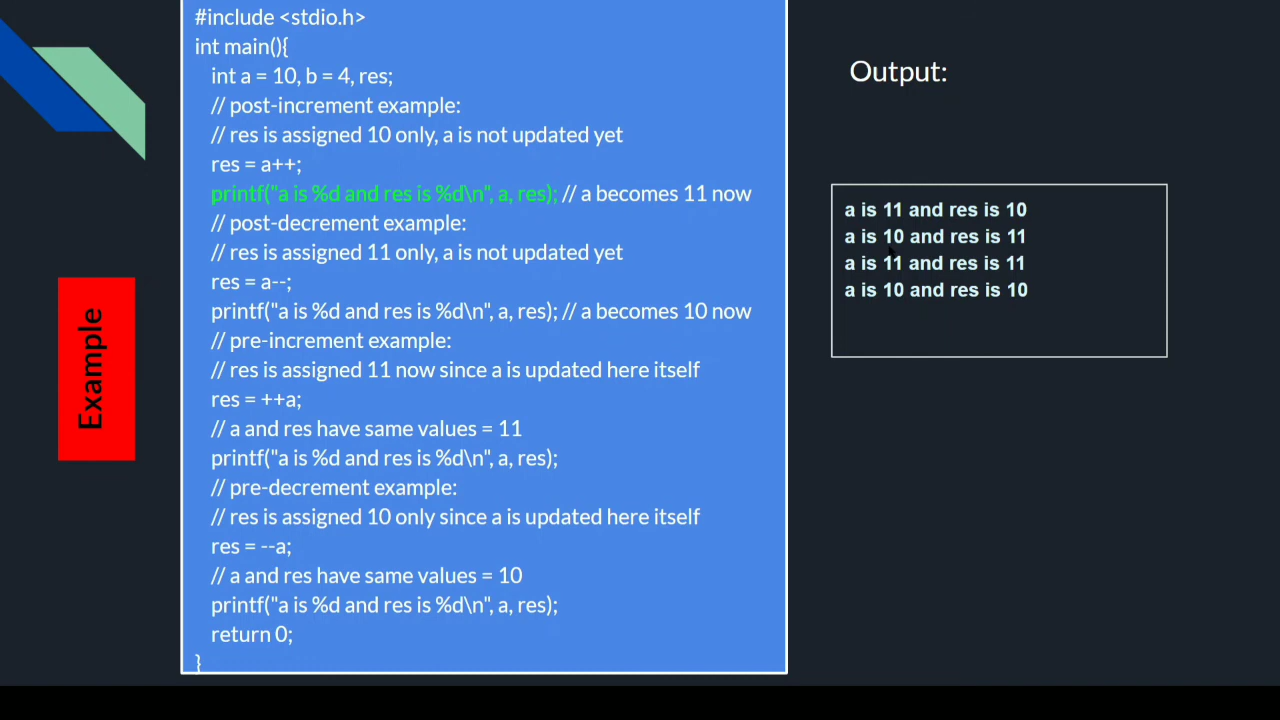 #include <stdio.h>
int main(){
int a = 10, b = 4, res;
// post-increment example:
// res is assigned 10 only, a is not updated yet
res = a++;
printf("a is %d and res is %d\n", a, res); // a becomes 11 now
// post-decrement example:
// res is assigned 11 only, a is not updated yet
res = a--;
printf("a is %d and res is %d\n", a, res); // a becomes 10 now
// pre-increment example:
// res is assigned 11 now since a is updated here itself
res = ++a;
// a and res have same values = 11
printf("a is %d and res is %d\n", a, res);
// pre-decrement example:
// res is assigned 10 only since a is updated here itself
res = --a;
// a and res have same values = 10
printf("a is %d and res is %d\n", a, res);
return 0;
}
Example
Output:
a is 11 and res is 10
a is 10 and res is 11
a is 11 and res is 11
a is 10 and res is 10